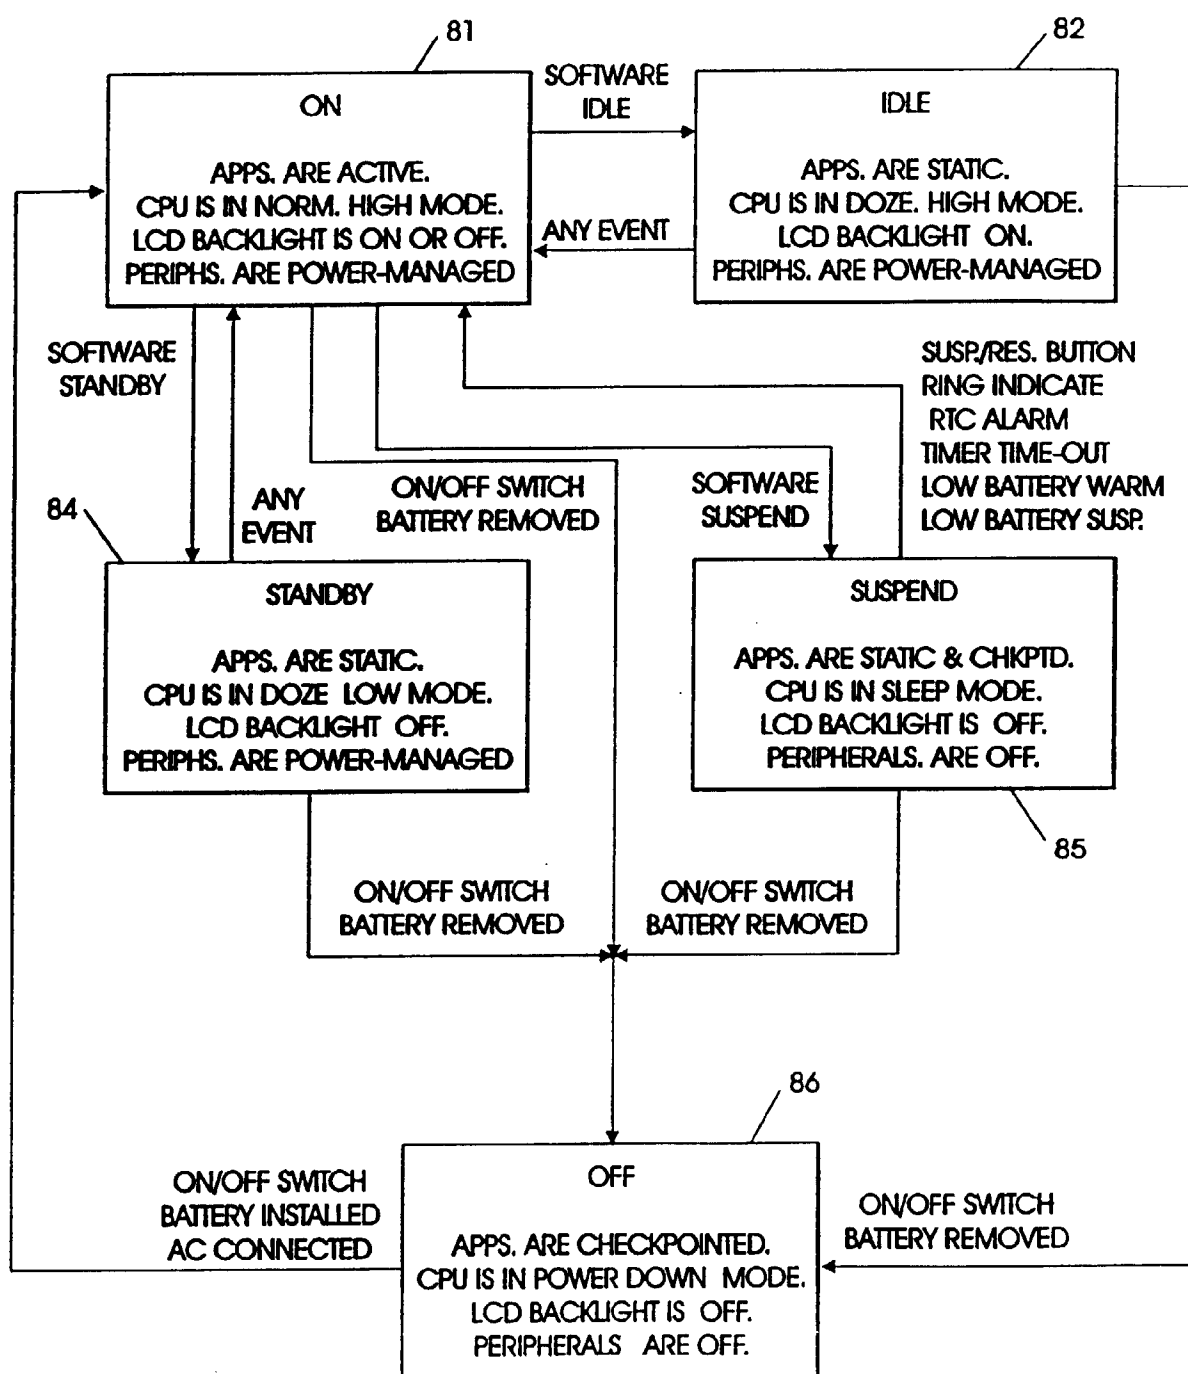 81
82
SOFTWARE
IDLE
ON
APPS. ARE ACTIVE.
CPU IS IN NORM. HIGH MODE.
LCD BACKLIGHT IS ON OR OFF.
PERIPHS. ARE POWER-MANAGED
IDLE
APPS. ARE STATIC.
CPU IS IN DOZE. HIGH MODE.
LCD BACKLIGHT ON.
PERIPHS. ARE POWER-MANAGED
ANY EVENT
SOFTWARE
STANDBY
SUSP./RES. BUTTON
RING INDICATE
RTC ALARM
TIMER TIME-OUT
LOW BATTERY WARM
LOW BATTERY SUSP.
84
ANY
EVENT
ON/OFF SWITCH
BATTERY REMOVED
SOFTWARE
SUSPEND
STANDBY
APPS. ARE STATIC.
CPU IS IN DOZE LOW MODE.
LCD BACKLIGHT OFF.
PERIPHS. ARE POWER-MANAGED
SUSPEND
APPS. ARE STATIC & CHKPTD.
CPU IS IN SLEEP MODE.
LCD BACKLIGHT IS OFF.
PERIPHERALS. ARE OFF.
85
ON/OFF SWITCH
BATTERY REMOVED
ON/OFF SWITCH
BATTERY REMOVED
86
ON/OFF SWITCH
BATTERY INSTALLED
AC CONNECTED
OFF
APPS. ARE CHECKPOINTED.
CPU IS IN POWER DOWN MODE.
LCD BACKLIGHT IS OFF.
PERIPHERALS ARE OFF.
ON/OFF SWITCH
BATTERY REMOVED